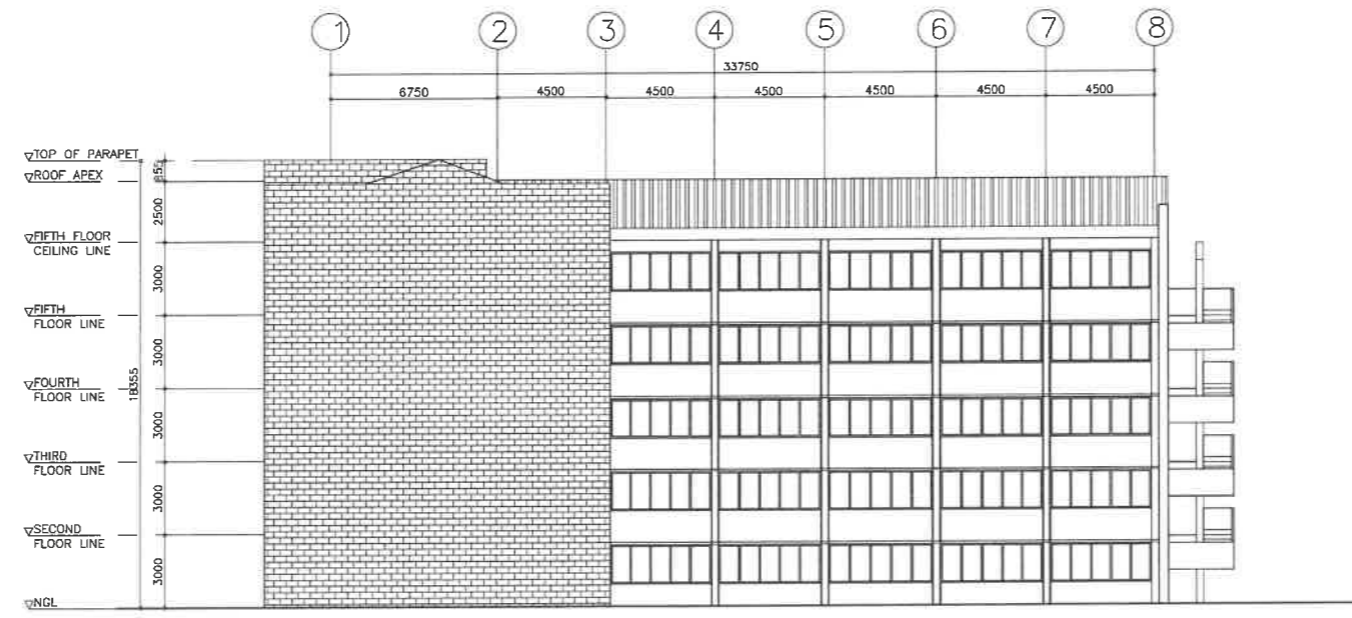 1 2 3 4 5 6 7 8
33750
6750 4500 4500 4500 4500 4500 4500
TOP OF PARAPET
855
ROOF APEX
2500
FIFTH FLOOR
CEILING LINE
3000
FIFTH
FLOOR LINE
3000
18355
FOURTH
FLOOR LINE
3000
THIRD
FLOOR LINE
3000
SECOND
FLOOR LINE
3000
NGL